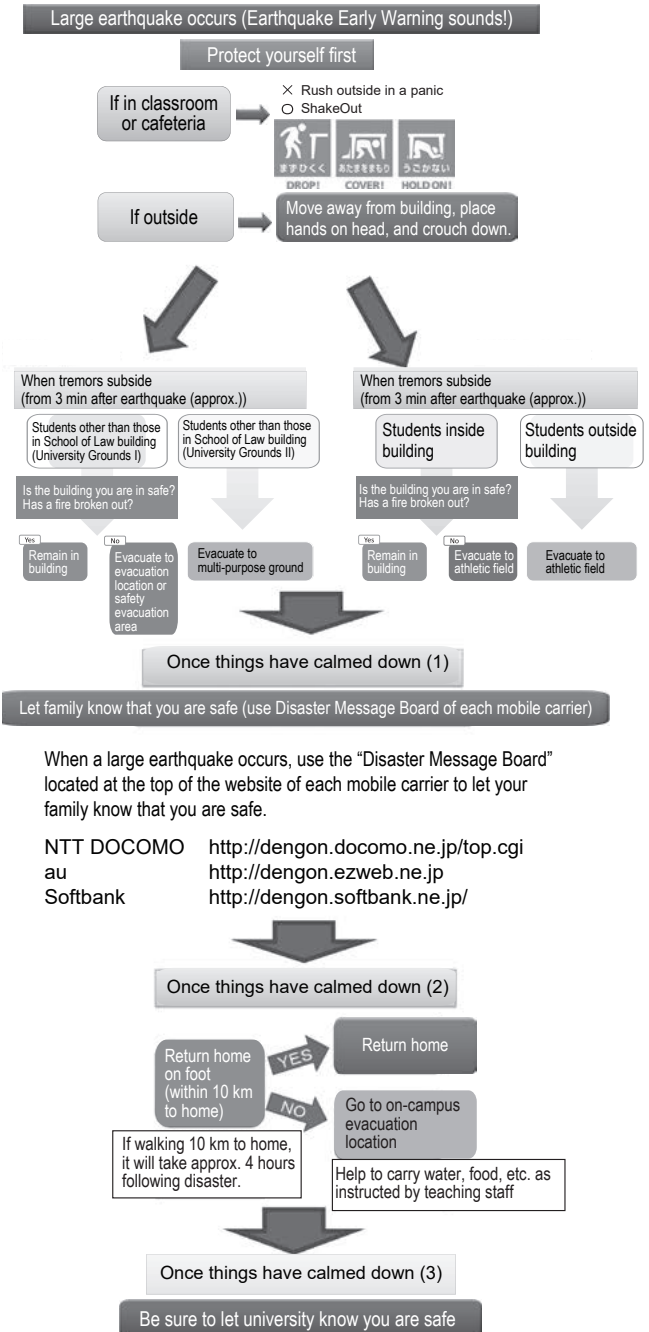 Large earthquake occurs (Earthquake Early Warning sounds!)
Protect yourself first
If in classroom
or cafeteria
× Rush outside in a panic
○ ShakeOut
まずひくく
あたまをまもり
うごかない
DROP!
COVER!
HOLD ON!
If outside
Move away from building, place
hands on head, and crouch down.
When tremors subside
(from 3 min after earthquake (approx.))
Students other than those
in School of Law building
(University Grounds I)
Students other than those
in School of Law building
(University Grounds II)
Is the building you are in safe?
Has a fire broken out?
Yes
Remain in
building
No
Evacuate to
evacuation
location or
safety
evacuation
area
Evacuate to
multi-purpose ground
When tremors subside
(from 3 min after earthquake (approx.))
Students inside
building
Students outside
building
Is the building you are in safe?
Has a fire broken out?
Yes
Remain in
building
No
Evacuate to
athletic field
Evacuate to
athletic field
Once things have calmed down (1)
Let family know that you are safe (use Disaster Message Board of each mobile carrier)
When a large earthquake occurs, use the “Disaster Message Board”
located at the top of the website of each mobile carrier to let your
family know that you are safe.
NTT DOCOMO http://dengon.docomo.ne.jp/top.cgi
au http://dengon.ezweb.ne.jp
Softbank http://dengon.softbank.ne.jp/
Once things have calmed down (2)
Return home
on foot
(within 10 km
to home)
YES
Return home
NO
Go to on-campus
evacuation
location
If walking 10 km to home,
it will take approx. 4 hours
following disaster.
Help to carry water, food, etc. as
instructed by teaching staff
Once things have calmed down (3)
Be sure to let university know you are safe